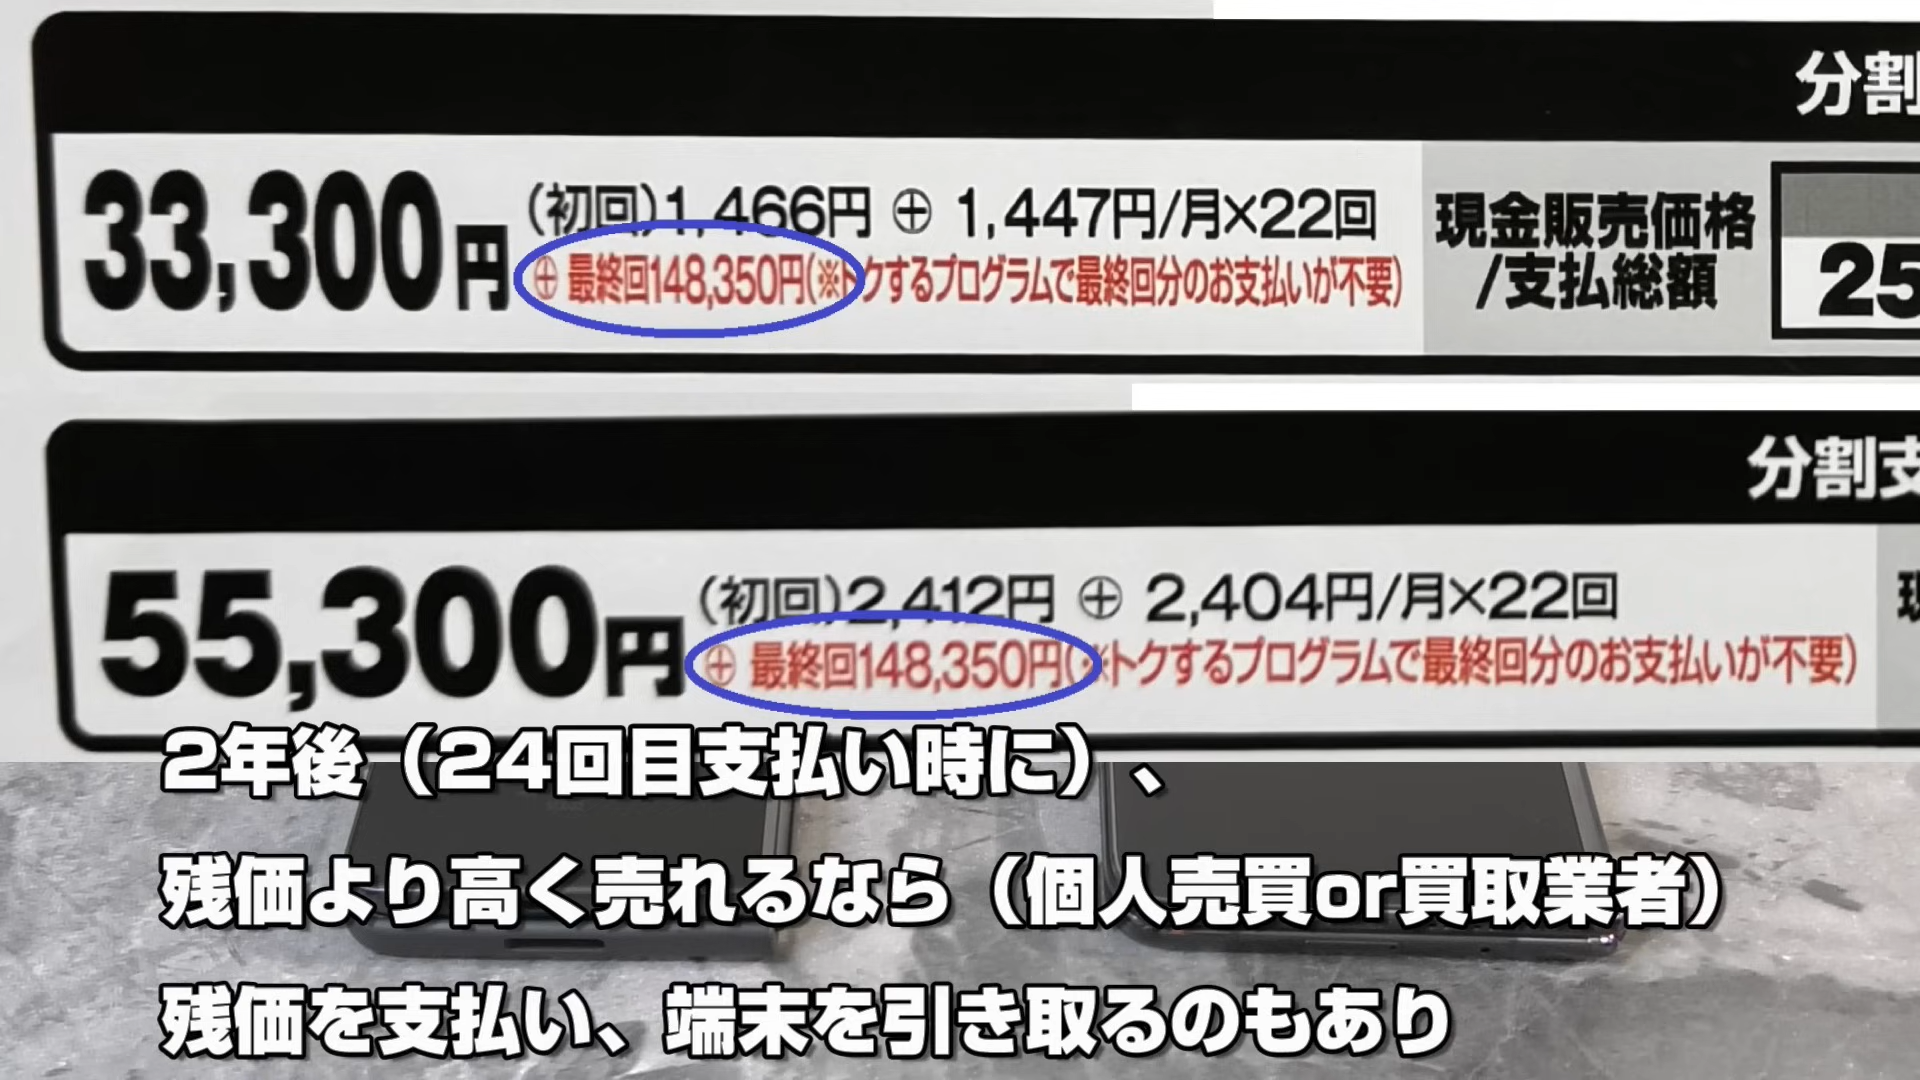 分割
33,300円
(初回)1,466円 ⊕ 1,447円/月×22回
⊕ 最終回148,350円(※トクするプログラムで最終回分のお支払いが不要)
現金販売価格
/支払総額
25
分割支
55,300円
(初回)2,412円 ⊕ 2,404円/月×22回
⊕ 最終回148,350円(※トクするプログラムで最終回分のお支払いが不要)
2年後（24回目支払い時に）、
残価より高く売れるなら（個人売買or買取業者）
残価を支払い、端末を引き取るのもあり